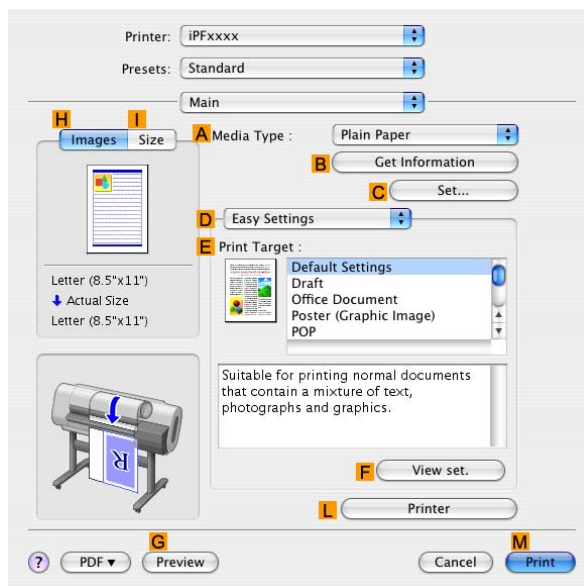 Printer: iPFxxxx
Presets: Standard
Main
H I
Images Size
A Media Type : Plain Paper
B Get Information
C Set...
D Easy Settings
E Print Target :
Default Settings
Draft
Office Document
Poster (Graphic Image)
POP
Letter (8.5"x11")
Actual Size
Letter (8.5"x11")
Suitable for printing normal documents
that contain a mixture of text,
photographs and graphics.
R
F View set.
L Printer
G M
? PDF▼ Preview Cancel Print